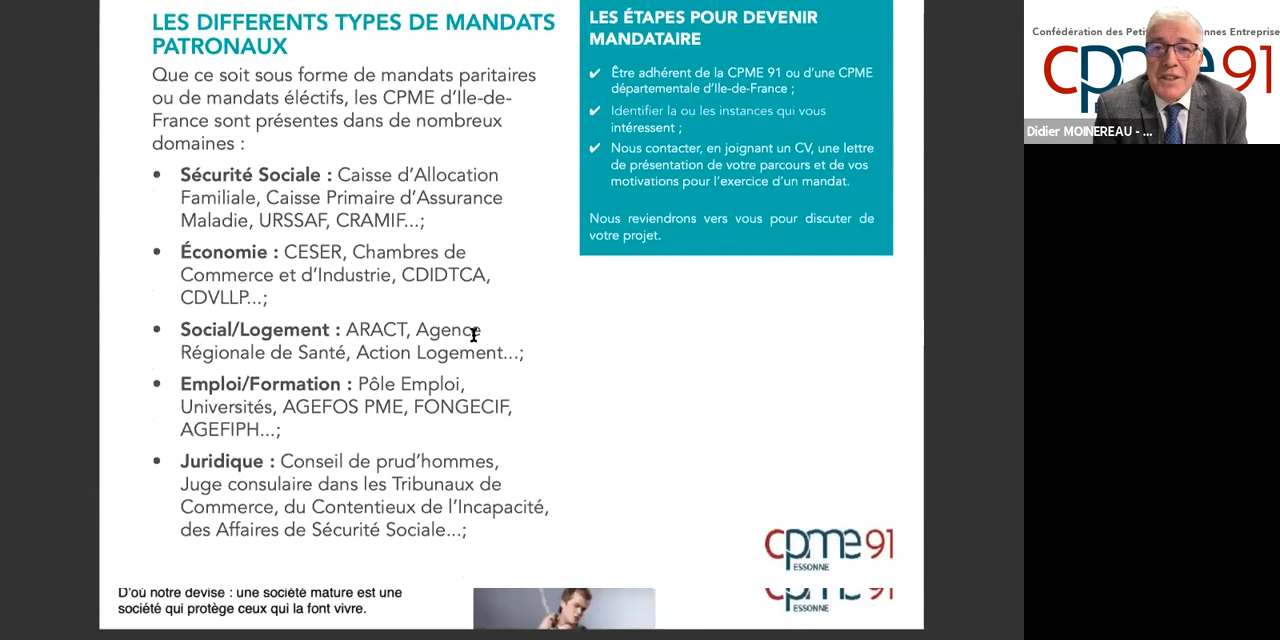 LES DIFFERENTS TYPES DE MANDATS
PATRONAUX
Que ce soit sous forme de mandats paritaires
ou de mandats éléctifs, les CPME d'Ile-de-
France sont présentes dans de nombreux
domaines :
• Sécurité Sociale : Caisse d'Allocation
Familiale, Caisse Primaire d'Assurance
Maladie, URSSAF, CRAMIF...;
• Économie : CESER, Chambres de
Commerce et d'Industrie, CDIDTCA,
CDVLLP...;
• Social/Logement : ARACT, Agence
Régionale de Santé, Action Logement...;
• Emploi/Formation : Pôle Emploi,
Universités, AGEFOS PME, FONGECIF,
AGEFIPH...;
• Juridique : Conseil de prud'hommes,
Juge consulaire dans les Tribunaux de
Commerce, du Contentieux de l'Incapacité,
des Affaires de Sécurité Sociale...;
LES ÉTAPES POUR DEVENIR
MANDATAIRE
✔ Être adhérent de la CPME 91 ou d'une CPME
départementale d'Ile-de-France ;
✔ Identifier la ou les instances qui vous
intéressent ;
✔ Nous contacter, en joignant un CV, une lettre
de présentation de votre parcours et de vos
motivations pour l'exercice d'un mandat.
Nous reviendrons vers vous pour discuter de
votre projet.
cpme 91
ESSONNE
D'où notre devise : une société mature est une
société qui protège ceux qui la font vivre.
cpme 91
ESSONNE
Confédération des Entreprise
91
Didier MOINEREAU - ...